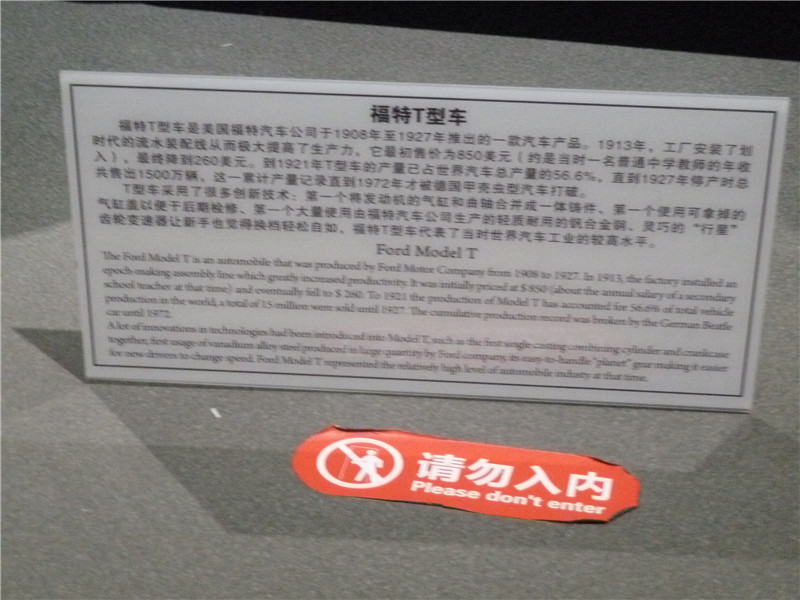 福特T型车
福特T型车是美国福特汽车公司于1908年至1927年推出的一款汽车产品。1913年，工厂安装了划
时代的流水装配线从而极大提高了生产力，它最初售价为850美元（约是当时一名普通中学教师的年收
入），最终降到260美元。到1921年T型车的产量已占世界汽车总产量的56.6%，直到1927年停产时总
共售出1500万辆，这一累计产量记录直到1972年才被德国甲壳虫型汽车打破。
T型车采用了很多创新技术：第一个将发动机的气缸和曲轴合并成一体铸件、第一个使用可拿掉的
气缸盖以便于后期检修、第一个大量使用由福特汽车公司生产的轻质耐用的钒合金钢、灵巧的“行星”
齿轮变速器让新手也觉得换档轻松自如。福特T型车代表了当时世界汽车工业的较高水平。
Ford Model T
The Ford Model T is an automobile that was produced by Ford Motor Company from 1908 to 1927. In 1913, the factory installed an
epoch-making assembly line which greatly increased productivity. It was initially priced at $ 850 (about the annual salary of a secondary
school teacher at that time) and eventually fell to $ 260. To 1921 the production of Model T has accounted for 56.6% of total vehicle
production in the world, a total of 15 million were sold until 1927. The cumulative production record was broken by the German Beatle
car until 1972.
A lot of innovations in technologies had been introduced into Model T, such as the first single casting combining cylinder and crankcase
together, first usage of vanadium alloy steel produced in large quantity by Ford company, its easy-to-handle "planet" gear making it easier
for new drivers to change speed. Ford Model T represented the relatively high level of automobile industy at that time.
请勿入内
Please don't enter